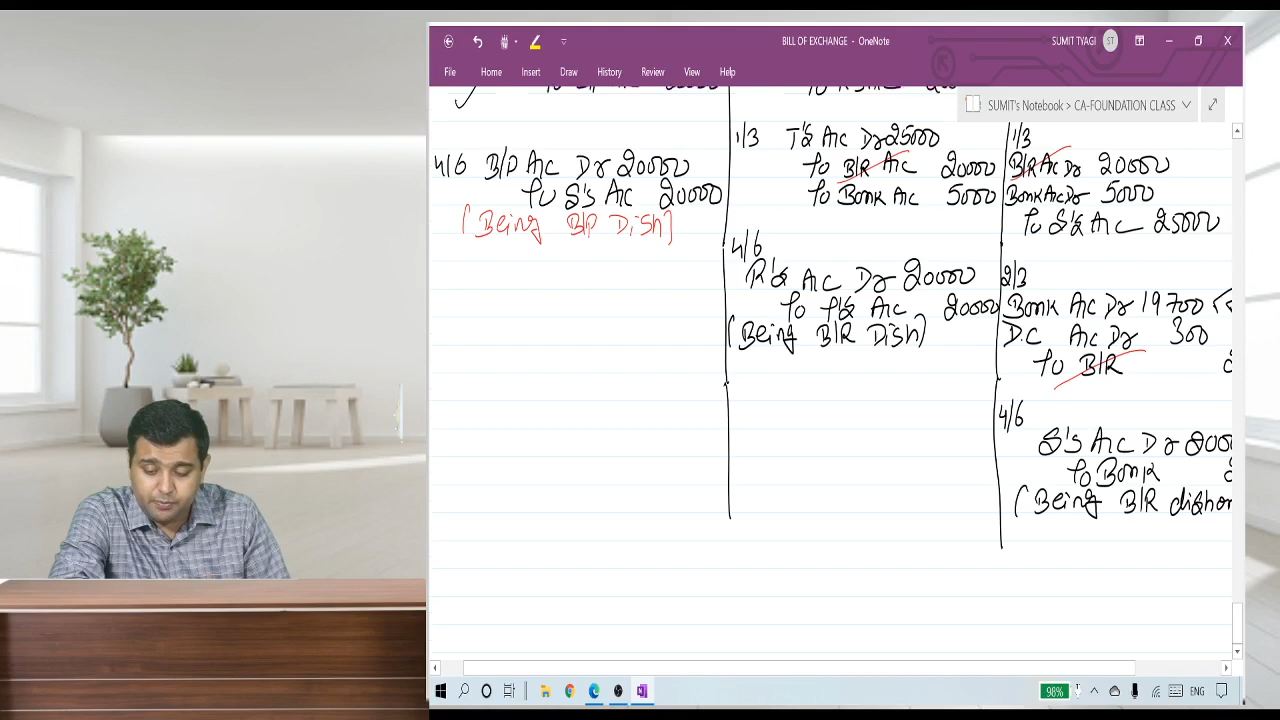 BILL OF EXCHANGE - OneNote
SUMIT TYAGI ST
File Home Insert Draw History Review View Help
SUMIT's Notebook > CA-FOUNDATION CLASS
4/6 B/P A/c Dr 20000
To S's A/c 20000
(Being B/P Dish)
1/3 T's A/c Dr 25000
To B/R A/c 20000
To Bank A/c 5000
4/6
R's A/c Dr 20000
To T's A/c 20000
(Being B/R Dish)
1/3
B/R A/c Dr 20000
Bank A/c Dr 5000
To S's A/c 25000
2/3
Bank A/c Dr 19700
D.C A/c Dr 300
To B/R
4/6
S's A/c Dr 2000
To Bank
(Being B/R dishon
98%
ENG